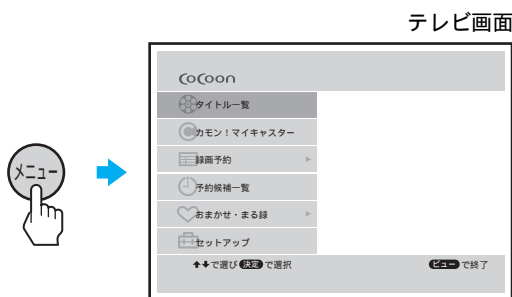 テレビ画面
CoCoon
タイトル一覧
カモン！マイキャスター
メニュー
録画予約
予約候補一覧
おまかせ・まる録
セットアップ
で選び 決定 で選択 ビュー で終了